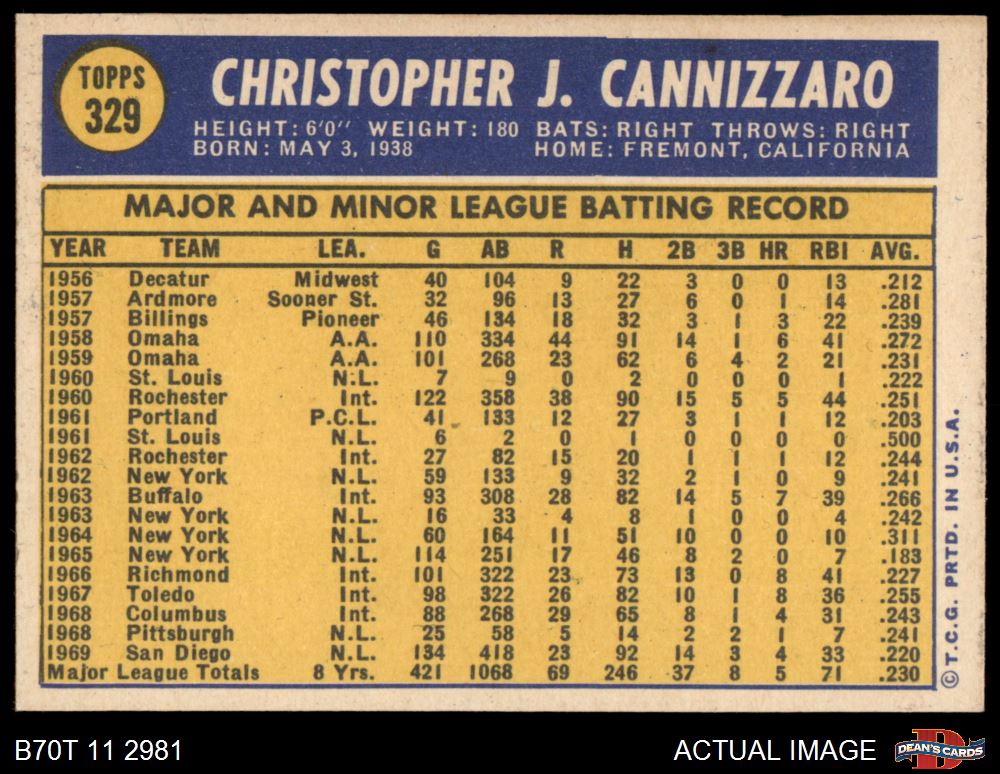 TOPPS 329
CHRISTOPHER J. CANNIZZARO
HEIGHT: 6'0" WEIGHT: 180 BATS: RIGHT THROWS: RIGHT
BORN: MAY 3, 1938 HOME: FREMONT, CALIFORNIA
MAJOR AND MINOR LEAGUE BATTING RECORD
YEAR TEAM LEA. G AB R H 2B 3B HR RBI AVG.
1956 Decatur Midwest 40 104 9 22 3 0 0 13 .212
1957 Ardmore Sooner St. 32 96 13 27 6 0 1 14 .281
1957 Billings Pioneer 46 134 18 32 3 1 3 22 .239
1958 Omaha A.A. 110 334 44 91 14 1 6 41 .272
1959 Omaha A.A. 101 268 23 62 6 4 2 21 .231
1960 St. Louis N.L. 7 9 0 2 0 0 0 1 .222
1960 Rochester Int. 122 358 38 90 15 5 5 44 .251
1961 Portland P.C.L. 41 133 12 27 3 1 1 12 .203
1961 St. Louis N.L. 6 2 0 1 0 0 0 0 .500
1962 Rochester Int. 27 82 15 20 1 1 1 12 .244
1962 New York N.L. 59 133 9 32 2 1 0 9 .241
1963 Buffalo Int. 93 308 28 82 14 5 7 39 .266
1963 New York N.L. 16 33 4 8 1 0 0 4 .242
1964 New York N.L. 60 164 11 51 10 0 0 10 .311
1965 New York N.L. 114 251 17 46 8 2 0 7 .183
1966 Richmond Int. 101 322 23 73 13 0 8 41 .227
1967 Toledo Int. 98 322 26 82 10 1 8 36 .255
1968 Columbus Int. 88 268 29 65 8 1 4 31 .243
1968 Pittsburgh N.L. 25 58 5 14 2 2 1 7 .241
1969 San Diego N.L. 134 418 23 92 14 3 4 33 .220
Major League Totals 8 Yrs. 421 1068 69 246 37 8 5 71 .230
© T.C.G. PRTD. IN U.S.A.
B70T 11 2981 ACTUAL IMAGE DEAN'S CARDS